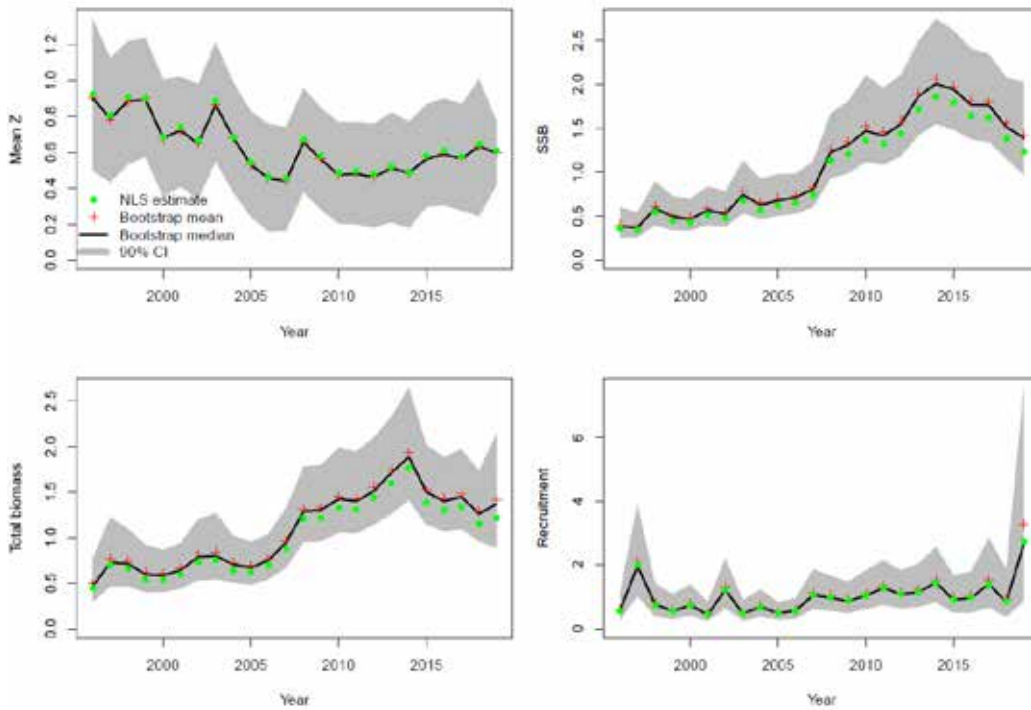 Mean Z
0.0 0.2 0.4 0.6 0.8 1.0 1.2
NLS estimate
Bootstrap mean
Bootstrap median
90% CI
2000 2005 2010 2015
Year
SSB
0.0 0.5 1.0 1.5 2.0 2.5
2000 2005 2010 2015
Year
Total biomass
0.0 0.5 1.0 1.5 2.0 2.5
2000 2005 2010 2015
Year
Recruitment
0 2 4 6
2000 2005 2010 2015
Year